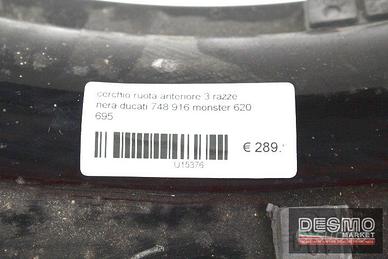 cerchio ruota anteriore 3 razze
nera ducati 748 916 monster 620
695
€ 289.
U15376
DESMO
MARKET